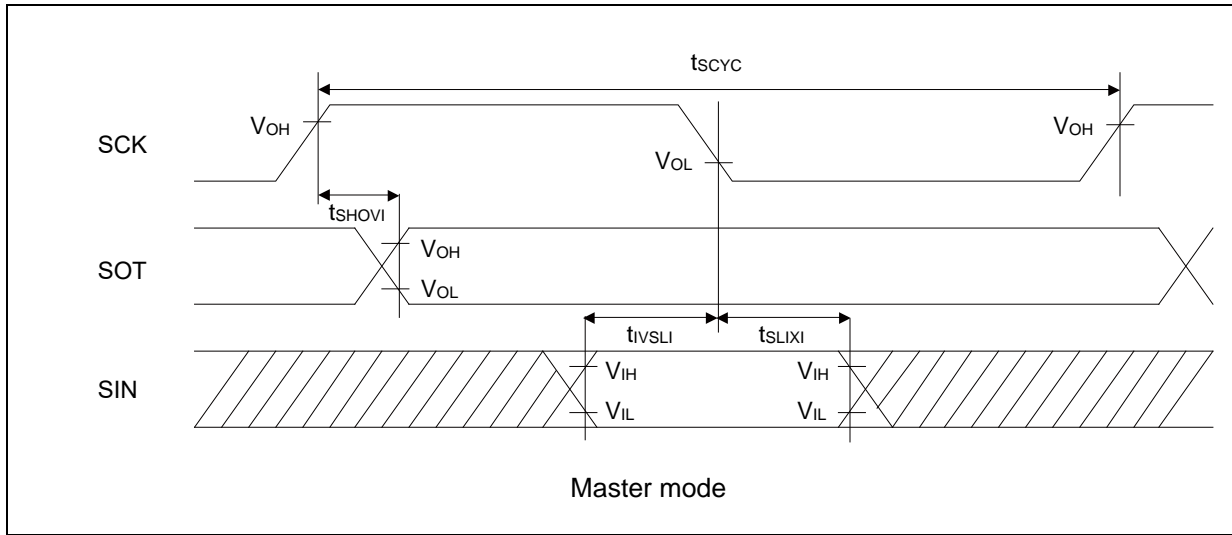 tSCYC
SCK
VOH
VOL
VOH
tSHOVI
SOT
VOH
VOL
tIVSLI
tSLIXI
SIN
VIH
VIL
VIH
VIL
Master mode